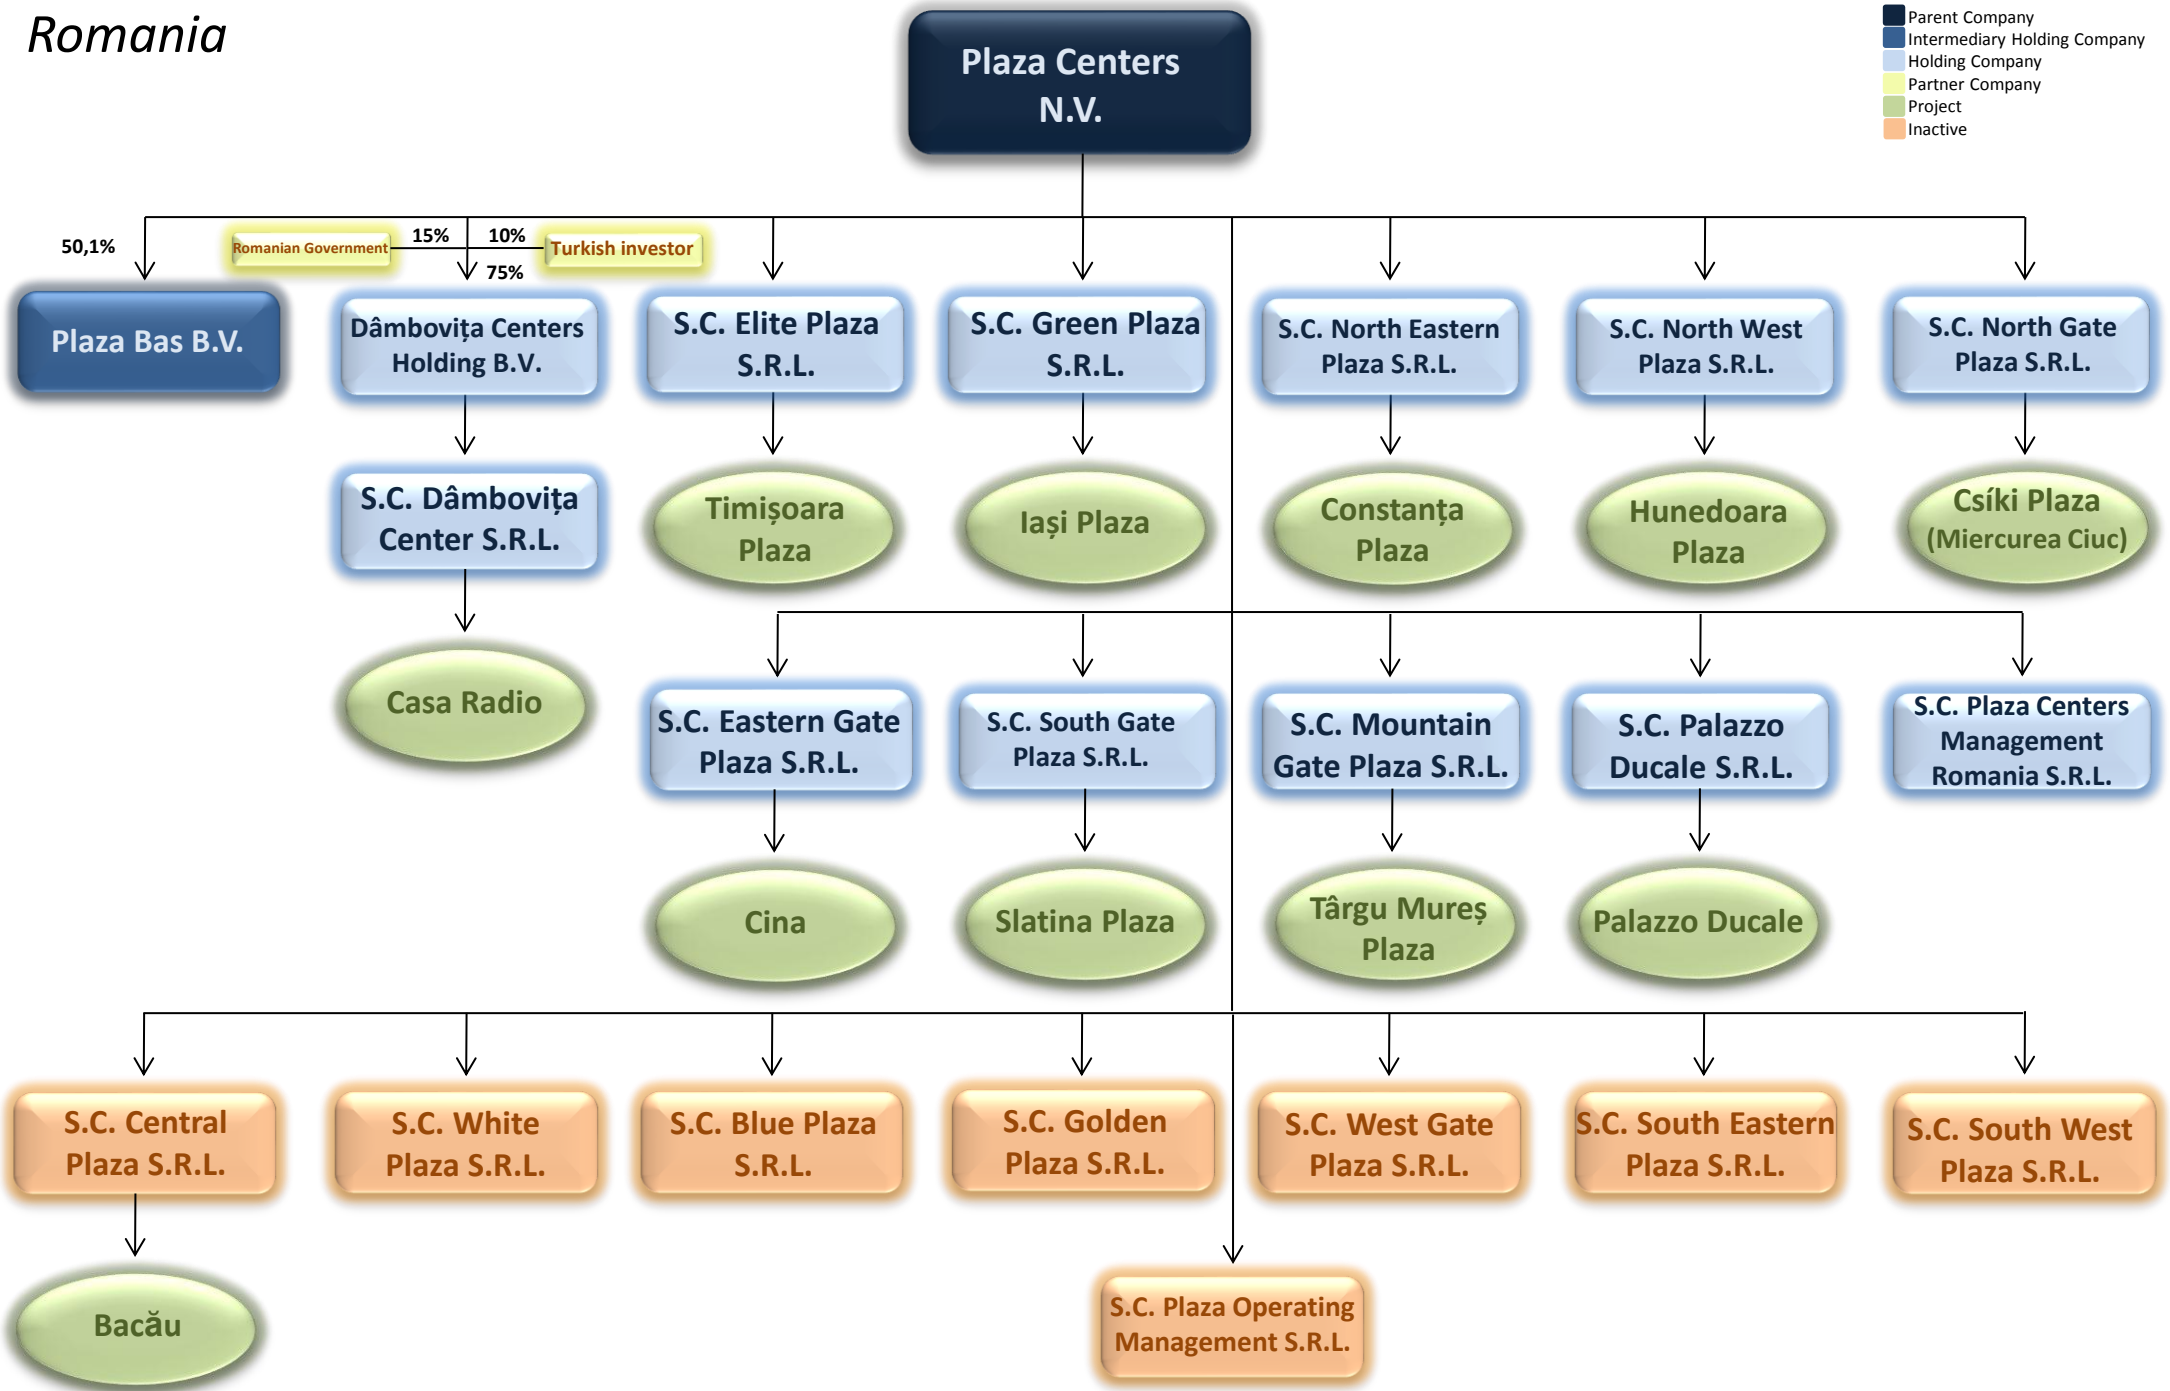 Romania
Plaza Centers
N.V.
Parent Company
Intermediary Holding Company
Holding Company
Partner Company
Project
Inactive
50,1%
Romanian Government
15%
10%
Turkish investor
75%
Plaza Bas B.V.
Dâmbovița Centers
Holding B.V.
S.C. Elite Plaza
S.R.L.
S.C. Green Plaza
S.R.L.
S.C. North Eastern
Plaza S.R.L.
S.C. North West
Plaza S.R.L.
S.C. North Gate
Plaza S.R.L.
S.C. Dâmbovița
Center S.R.L.
Timișoara
Plaza
Iași Plaza
Constanța
Plaza
Hunedoara
Plaza
Csíki Plaza
(Miercurea Ciuc)
Casa Radio
S.C. Eastern Gate
Plaza S.R.L.
S.C. South Gate
Plaza S.R.L.
S.C. Mountain
Gate Plaza S.R.L.
S.C. Palazzo
Ducale S.R.L.
S.C. Plaza Centers
Management
Romania S.R.L.
Cina
Slatina Plaza
Târgu Mureș
Plaza
Palazzo Ducale
S.C. Central
Plaza S.R.L.
S.C. White
Plaza S.R.L.
S.C. Blue Plaza
S.R.L.
S.C. Golden
Plaza S.R.L.
S.C. West Gate
Plaza S.R.L.
S.C. South Eastern
Plaza S.R.L.
S.C. South West
Plaza S.R.L.
Bacău
S.C. Plaza Operating
Management S.R.L.